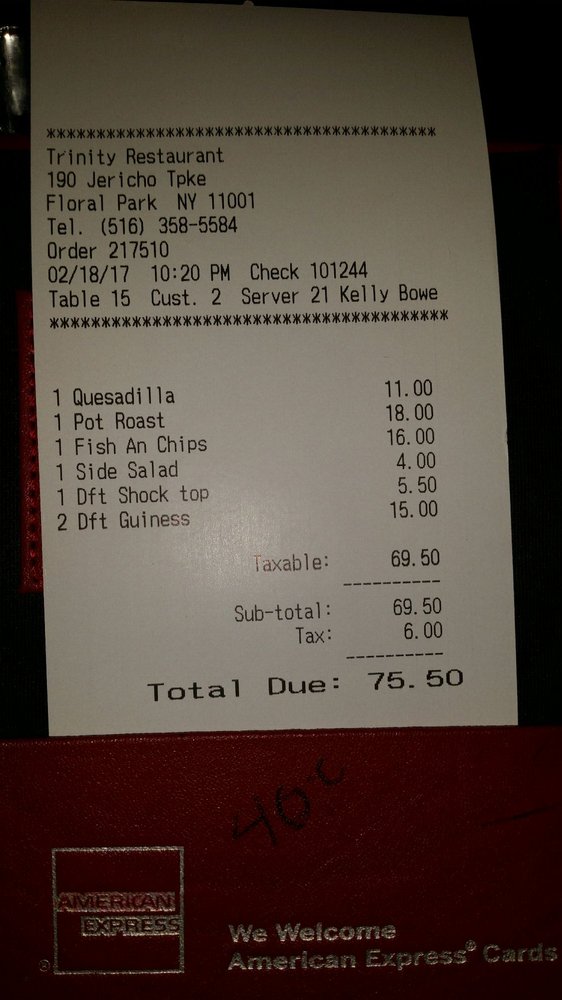 ***************************************
Trinity Restaurant
190 Jericho Tpke
Floral Park NY 11001
Tel. (516) 358-5584
Order 217510
02/18/17 10:20 PM Check 101244
Table 15 Cust. 2 Server 21 Kelly Bowe
***************************************
1 Quesadilla 11.00
1 Pot Roast 18.00
1 Fish An Chips 16.00
1 Side Salad 4.00
1 Dft Shock top 5.50
2 Dft Guiness 15.00
Taxable: 69.50
----------
Sub-total: 69.50
Tax: 6.00
----------
Total Due: 75.50
AMERICAN
EXPRESS
®
We Welcome
American Express® Cards